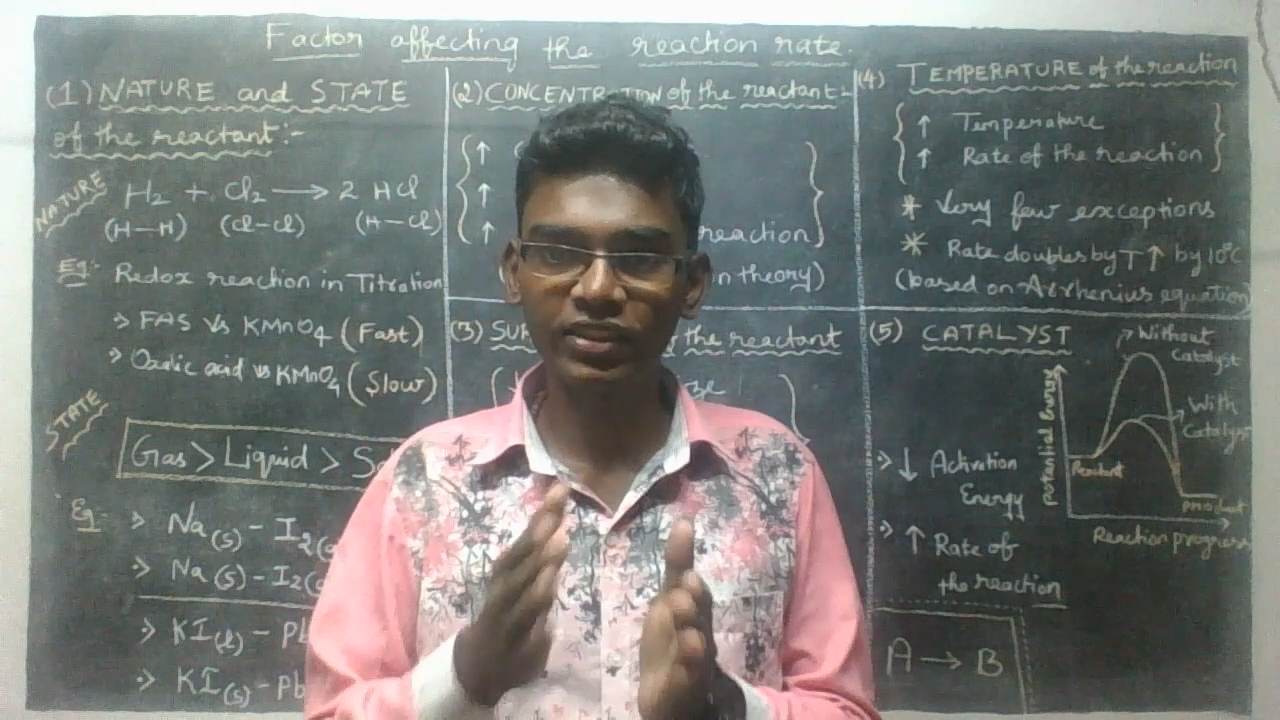 Factor affecting the reaction rate.
(1) NATURE and STATE
of the reactant:-
NATURE
H2 + Cl2 → 2 HCl
(H-H) (Cl-Cl) (H-Cl)
Eg:- Redox reaction in Titration
» FAS Vs KMnO4 (Fast)
» Oxalic acid vs KMnO4 (Slow)
STATE
Gas > Liquid >
Eg:- » Na(s) - I2
» Na(s) - I2
» KI(l) - Pb
» KI(s) - Pb
(2) CONCENTRATION of the reactant:-
{ ↑
↑
↑ reaction }
theory)
(3) the reactant
(4) TEMPERATURE of the reaction
{ ↑ Temperature
↑ Rate of the reaction }
* Very few exceptions
* Rate doubles by T ↑ by 10°C
(based on Arrhenius equation)
(5) CATALYST
» ↓ Activation
Energy
» ↑ Rate of
the reaction
A → B
Without
Catalyst
With
Catalyst
potential Energy
Reactant
product
Reaction progress